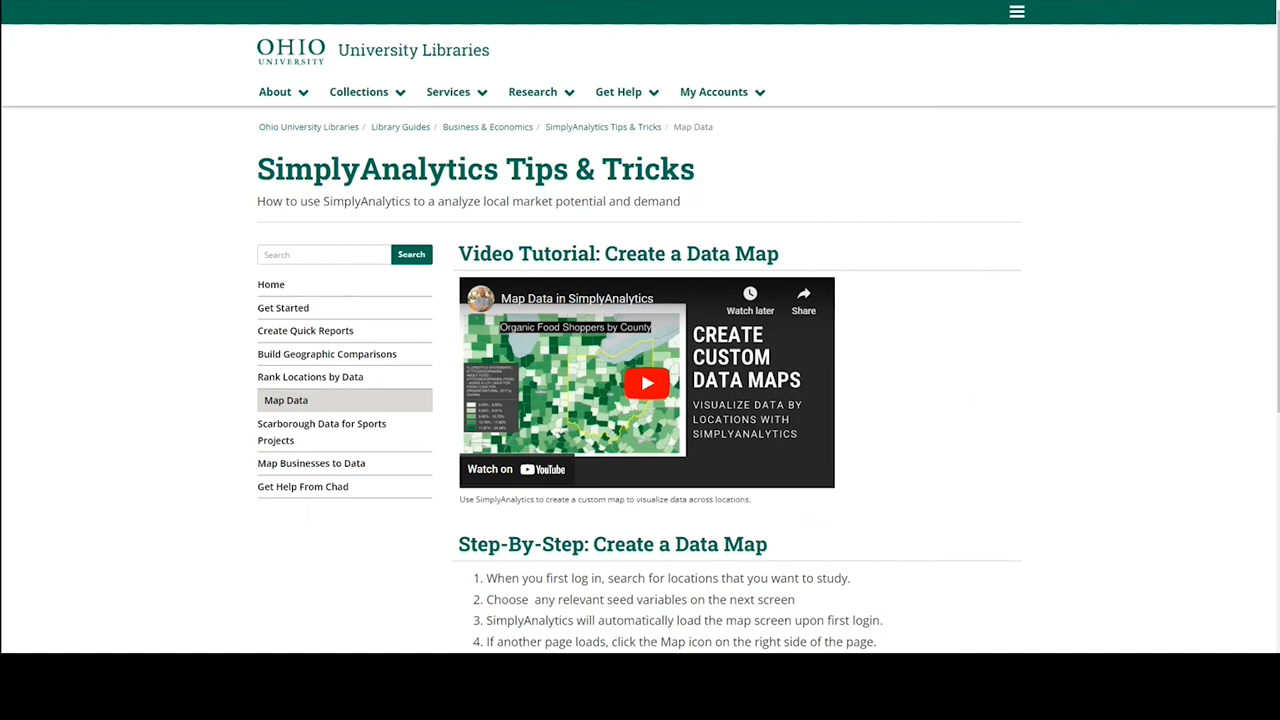 OHIO
UNIVERSITY
University Libraries
About
Collections
Services
Research
Get Help
My Accounts
Ohio University Libraries / Library Guides / Business & Economics / SimplyAnalytics Tips & Tricks / Map Data
SimplyAnalytics Tips & Tricks
How to use SimplyAnalytics to a analyze local market potential and demand
Search
Search
Home
Get Started
Create Quick Reports
Build Geographic Comparisons
Rank Locations by Data
Map Data
Scarborough Data for Sports
Projects
Map Businesses to Data
Get Help From Chad
Video Tutorial: Create a Data Map
Map Data in SimplyAnalytics
Watch later
Share
Organic Food Shoppers by County
CREATE
CUSTOM
DATA MAPS
VISUALIZE DATA BY
LOCATIONS WITH
SIMPLYANALYTICS
Watch on YouTube
Use SimplyAnalytics to create a custom map to visualize data across locations.
Step-By-Step: Create a Data Map
1. When you first log in, search for locations that you want to study.
2. Choose any relevant seed variables on the next screen
3. SimplyAnalytics will automatically load the map screen upon first login.
4. If another page loads, click the Map icon on the right side of the page.